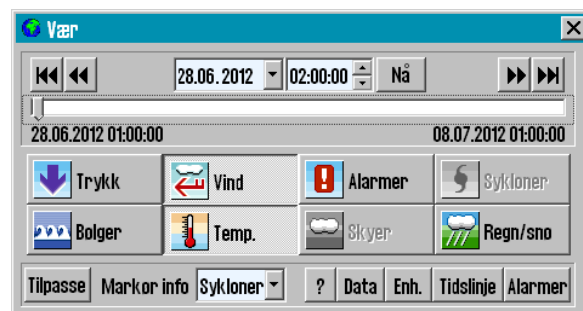 Vær
28.06.2012 02:00:00 Nå
28.06.2012 01:00:00 08.07.2012 01:00:00
Trykk Vind Alarmer Sykloner
Bolger Temp. Skyer Regn/sno
Tilpasse Markor info Sykloner ? Data Enh. Tidslinje Alarmer